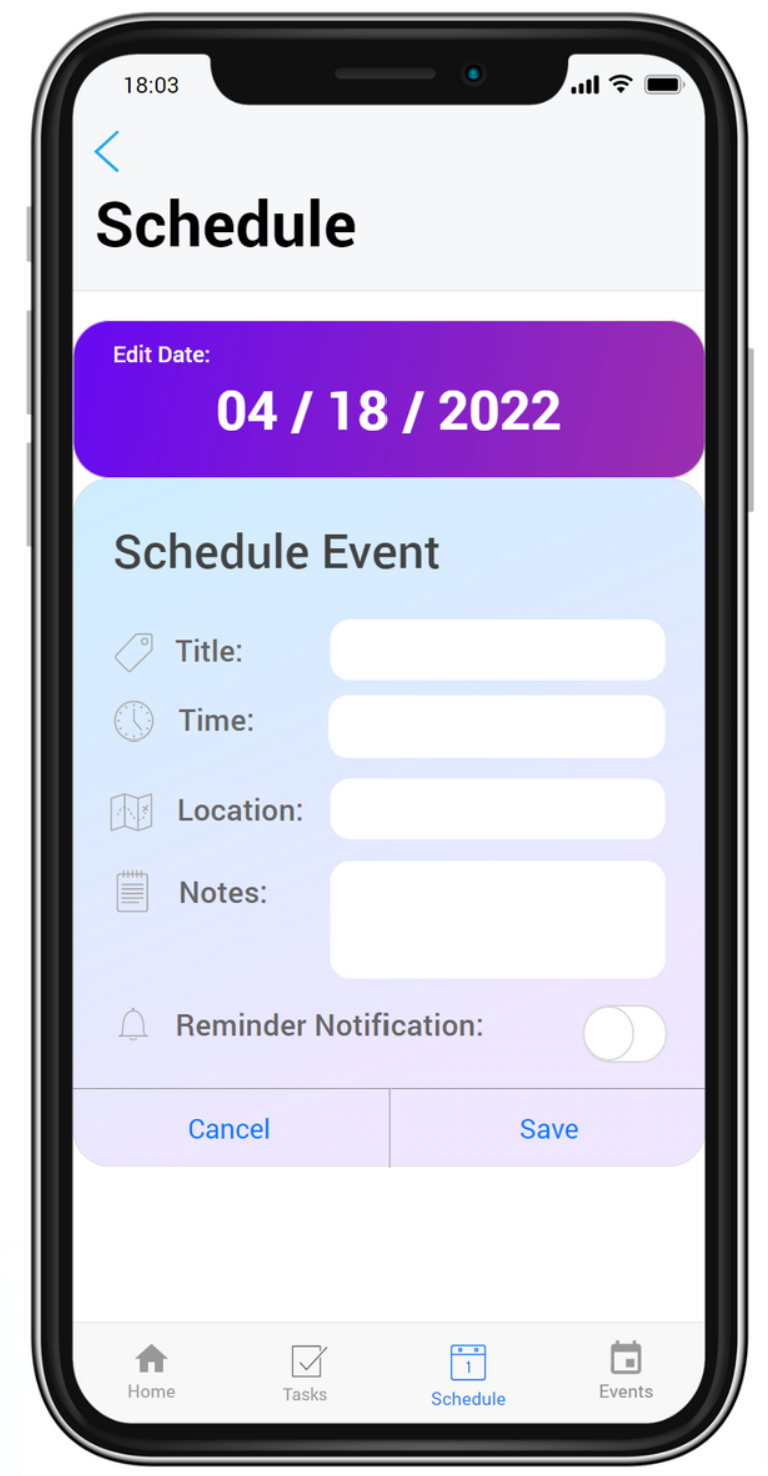 18:03
Schedule
Edit Date:
04 / 18 / 2022
Schedule Event
Title:
Time:
Location:
Notes:
Reminder Notification:
Cancel Save
1
Home Tasks Schedule Events